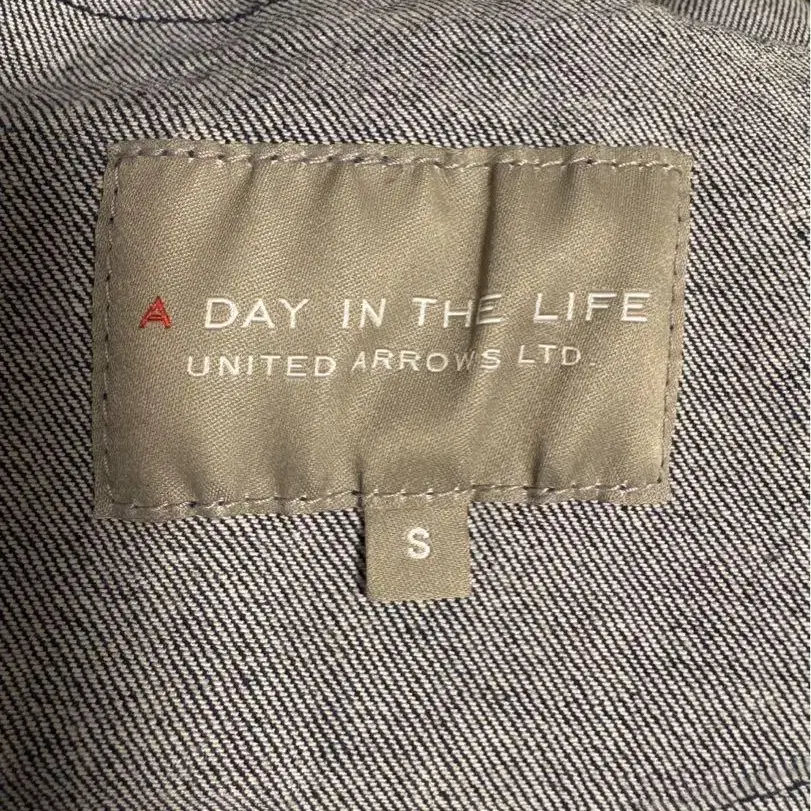 A DAY IN THE LIFE
UNITED ARROWS LTD.
S